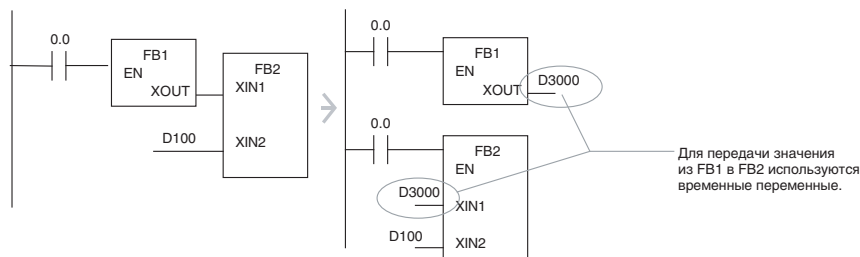 0.0
FB1
EN
XOUT
FB2
XIN1
D100
XIN2
0.0
FB1
EN
XOUT
D3000
0.0
FB2
EN
D3000
XIN1
D100
XIN2
Для передачи значения
из FB1 в FB2 используются
временные переменные.